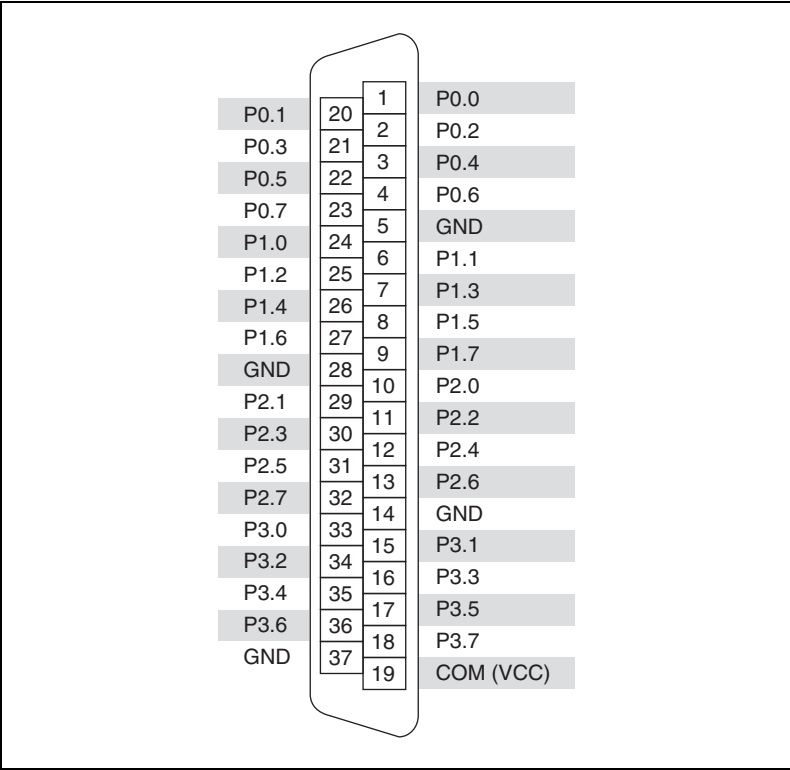 1 P0.0
P0.1 20
2 P0.2
P0.3 21
3 P0.4
P0.5 22
4 P0.6
P0.7 23
5 GND
P1.0 24
6 P1.1
P1.2 25
7 P1.3
P1.4 26
8 P1.5
P1.6 27
9 P1.7
GND 28
10 P2.0
P2.1 29
11 P2.2
P2.3 30
12 P2.4
P2.5 31
13 P2.6
P2.7 32
14 GND
P3.0 33
15 P3.1
P3.2 34
16 P3.3
P3.4 35
17 P3.5
P3.6 36
18 P3.7
GND 37
19 COM (VCC)